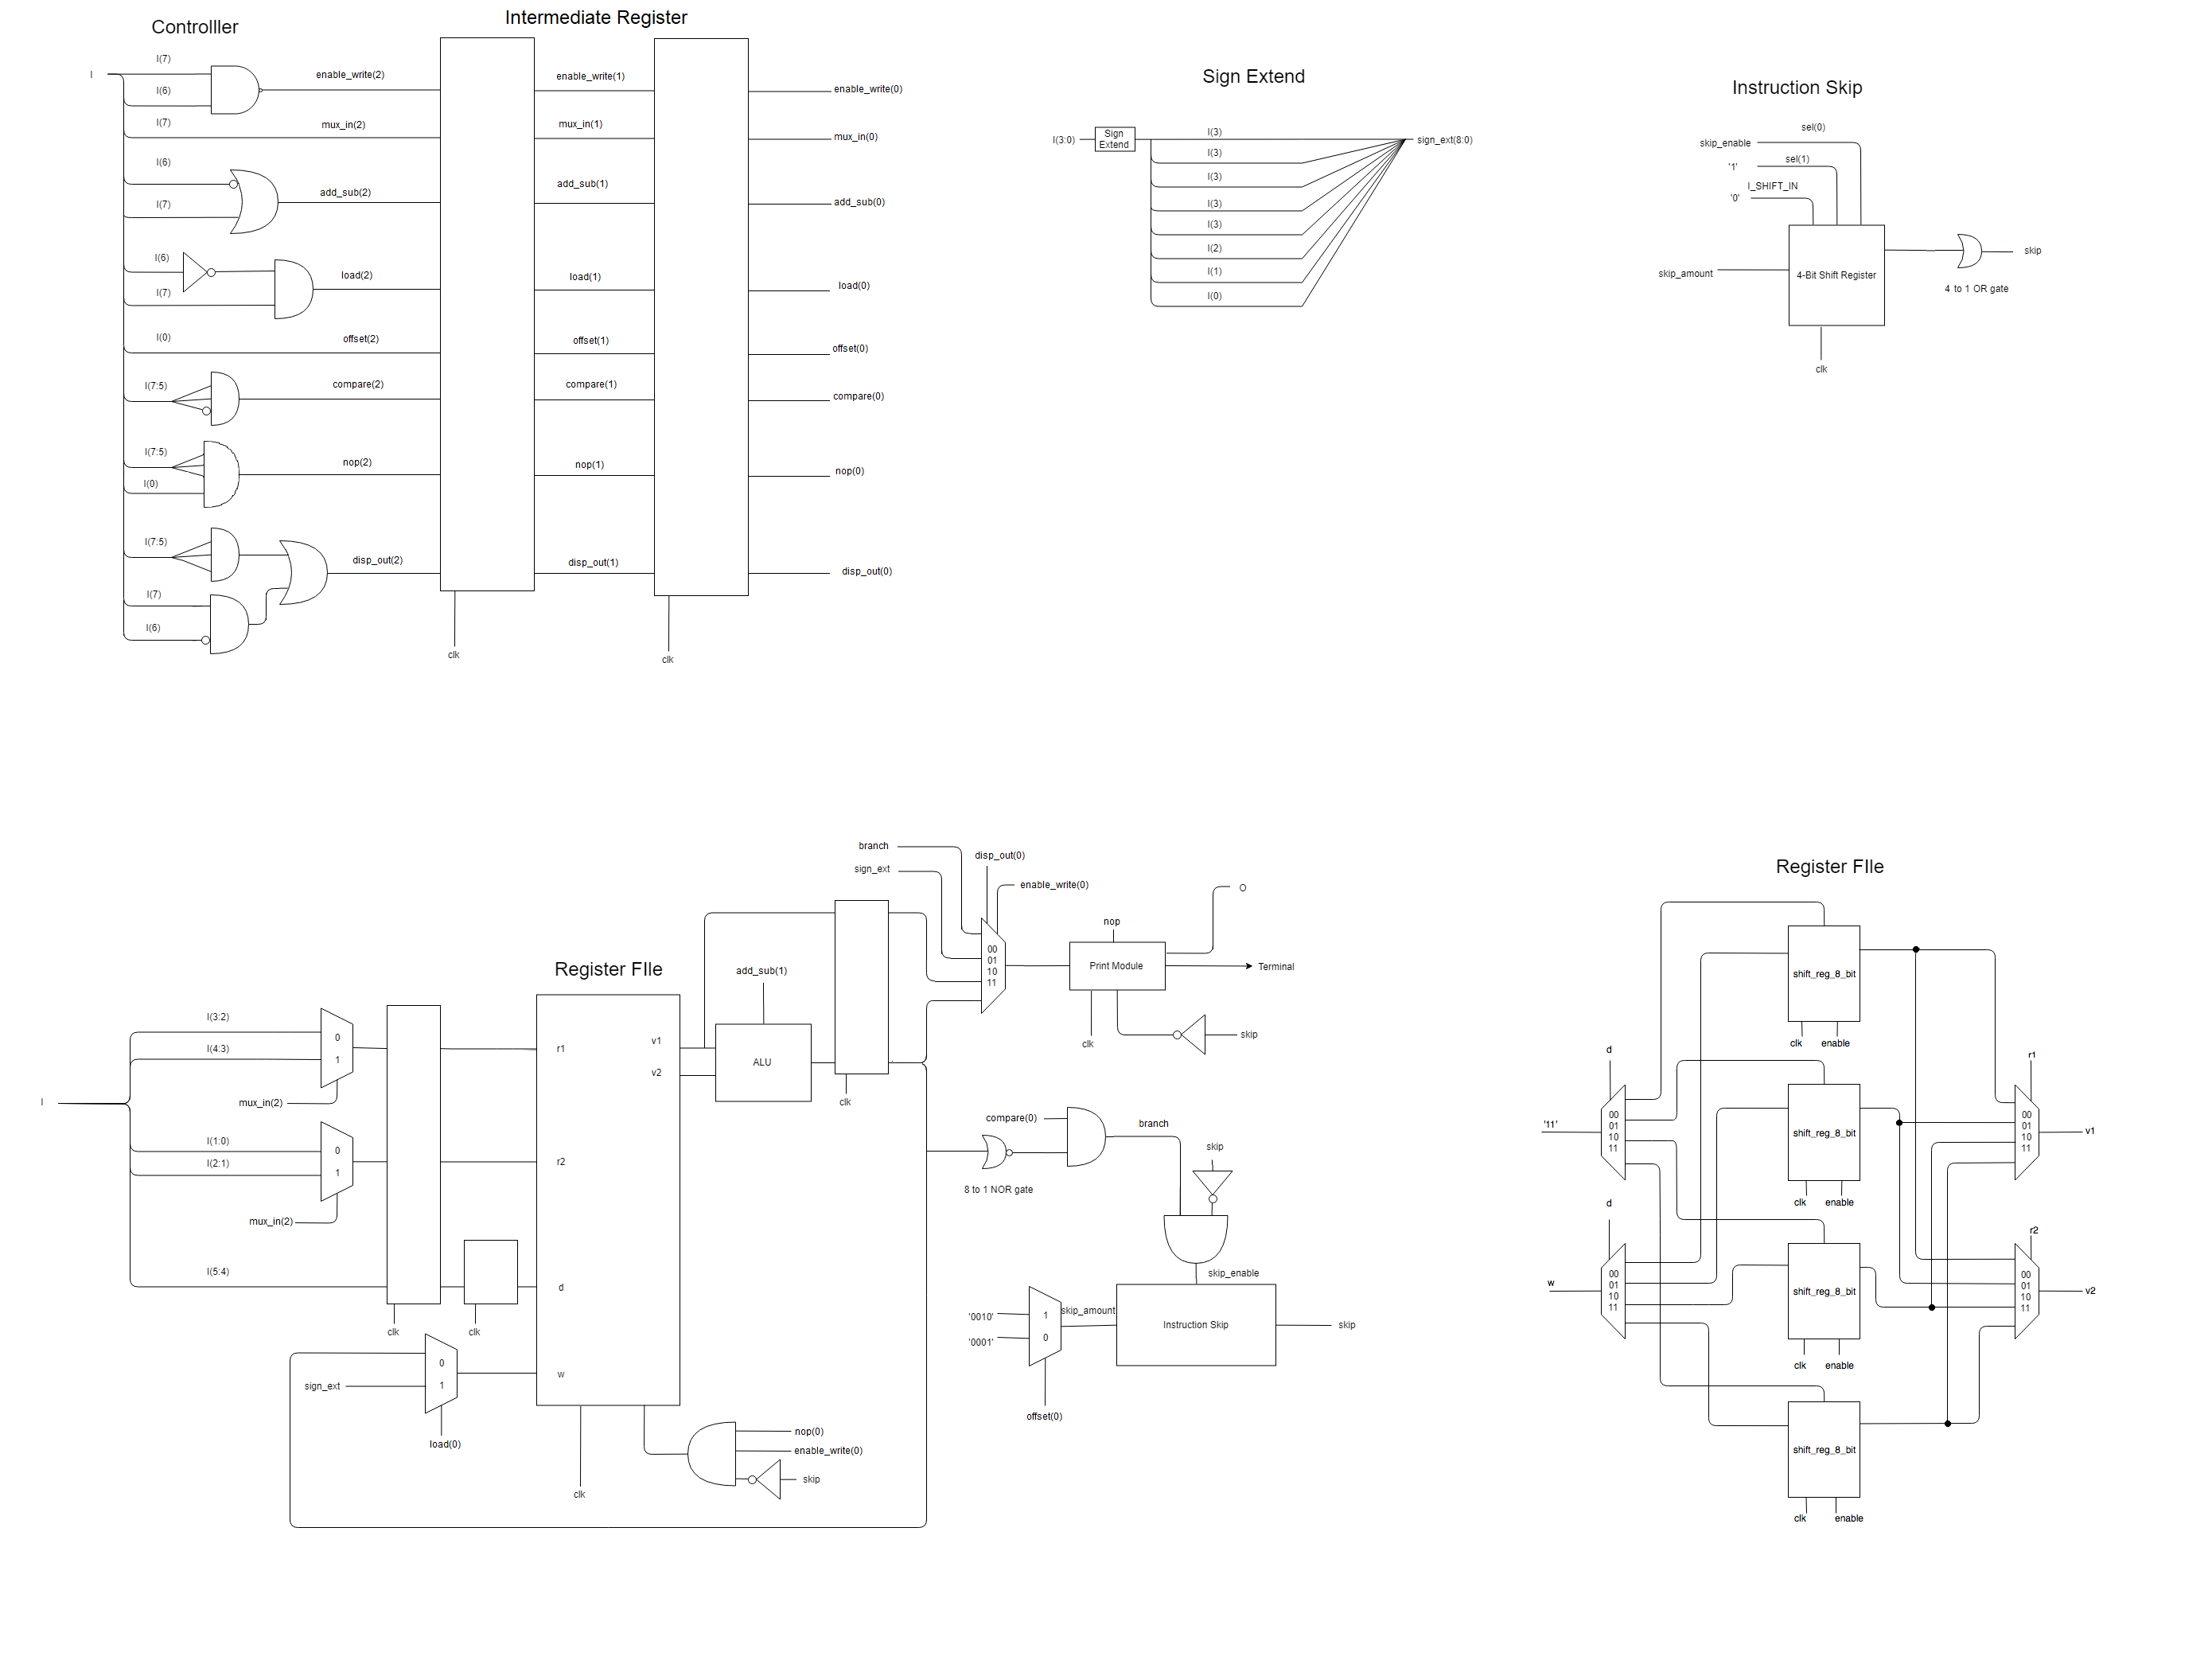 Controlller
Intermediate Register
I
I(7)
I(6)
enable_write(2)
enable_write(1)
enable_write(0)
I(7)
mux_in(2)
mux_in(1)
mux_in(0)
I(6)
I(7)
add_sub(2)
add_sub(1)
add_sub(0)
I(6)
I(7)
load(2)
load(1)
load(0)
I(0)
offset(2)
offset(1)
offset(0)
I(7:5)
compare(2)
compare(1)
compare(0)
I(7:5)
I(0)
nop(2)
nop(1)
nop(0)
I(7:5)
disp_out(2)
disp_out(1)
disp_out(0)
I(7)
I(6)
clk
clk
Sign Extend
I(3:0)
Sign
Extend
I(3)
I(3)
I(3)
I(3)
I(3)
I(2)
I(1)
I(0)
sign_ext(8:0)
Instruction Skip
sel(0)
skip_enable
sel(1)
'1'
I_SHIFT_IN
'0'
skip_amount
4-Bit Shift Register
skip
4 to 1 OR gate
clk
I
I(3:2)
I(4:3)
0
1
mux_in(2)
I(1:0)
I(2:1)
0
1
mux_in(2)
I(5:4)
clk
clk
0
1
sign_ext
load(0)
Register FIle
r1
r2
d
w
v1
v2
clk
add_sub(1)
ALU
clk
nop(0)
enable_write(0)
skip
branch
sign_ext
disp_out(0)
enable_write(0)
00
01
10
11
nop
Print Module
O
Terminal
clk
skip
compare(0)
branch
8 to 1 NOR gate
skip
skip_enable
'0010'
'0001'
1
0
skip_amount
offset(0)
Instruction Skip
skip
Register FIle
shift_reg_8_bit
clk
enable
d
'11'
00
01
10
11
shift_reg_8_bit
clk
enable
r1
00
01
10
11
v1
d
w
00
01
10
11
shift_reg_8_bit
clk
enable
r2
00
01
10
11
v2
shift_reg_8_bit
clk
enable